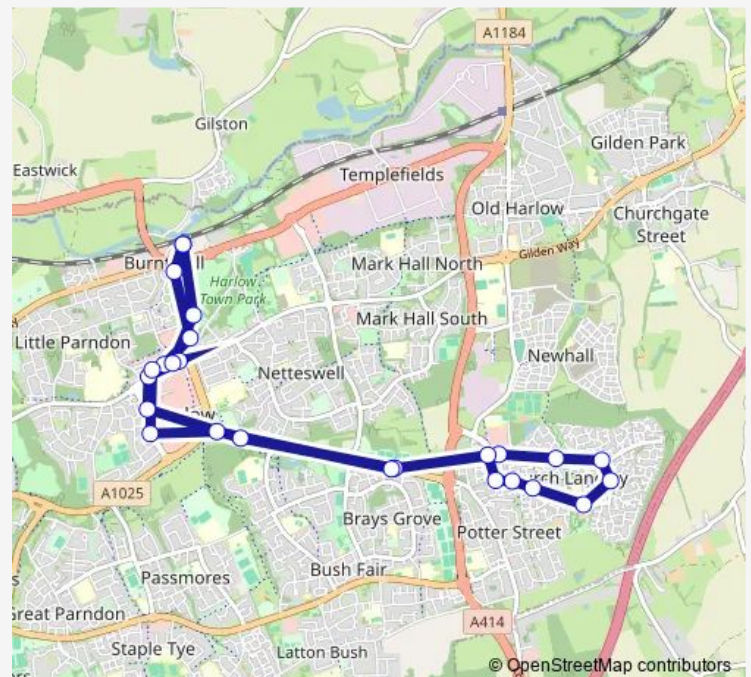 A1184
Gilston
Gilden Park
Eastwick
Templefields
Old Harlow
Churchgate
Street
Gilden Way
Mark Hall North
Harlow
Town Park
Mark Hall South
Little Parndon
Newhall
Netteswell
A1025
Brays Grove
Potter Street
Bush Fair
Passmores
Great Parndon
A414
Staple Tye
Latton Bush
© OpenStreetMap contributors